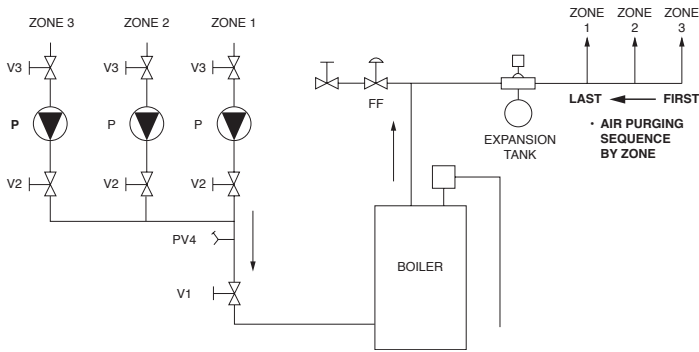 ZONE 3
ZONE 2
ZONE 1
V3
V3
V3
P
P
P
V2
V2
V2
PV4
V1
FF
EXPANSION
TANK
BOILER
ZONE
1
ZONE
2
ZONE
3
LAST
FIRST
• AIR PURGING
SEQUENCE
BY ZONE